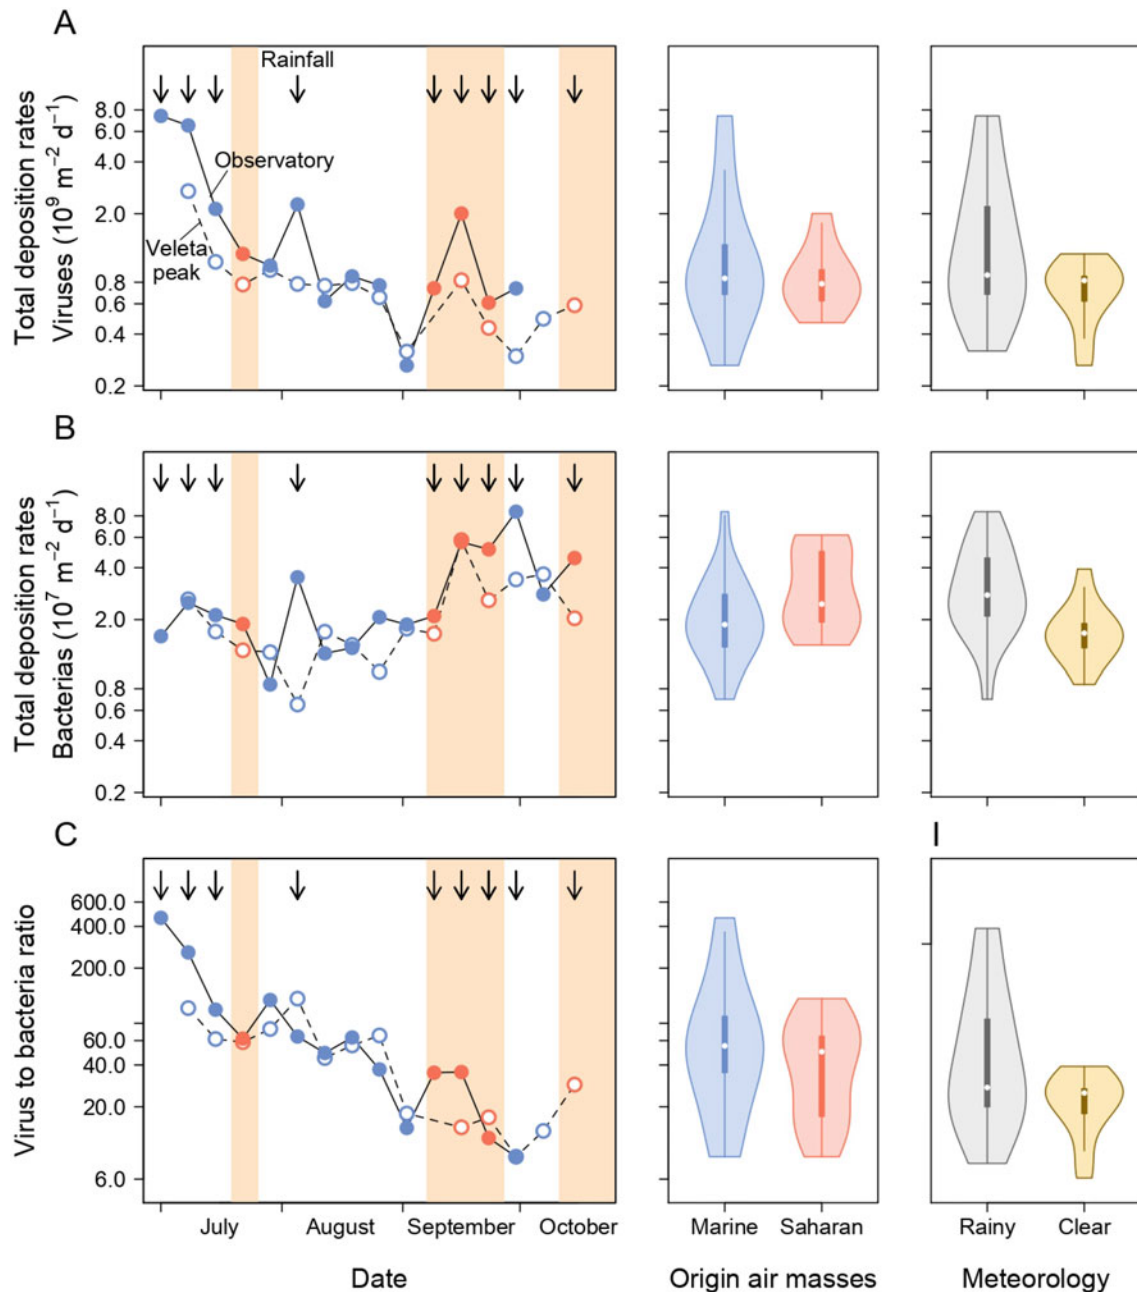 A
Total deposition rates
Viruses (10⁹ m⁻² d⁻¹)
8.0
6.0
4.0
2.0
0.8
0.6
0.4
0.2
Rainfall
Observatory
Veleta
peak
B
Total deposition rates
Bacterias (10⁷ m⁻² d⁻¹)
8.0
6.0
4.0
2.0
0.8
0.6
0.4
0.2
C
I
Virus to bacteria ratio
600.0
400.0
200.0
60.0
40.0
20.0
6.0
July August September October
Marine Saharan
Rainy Clear
Date
Origin air masses
Meteorology